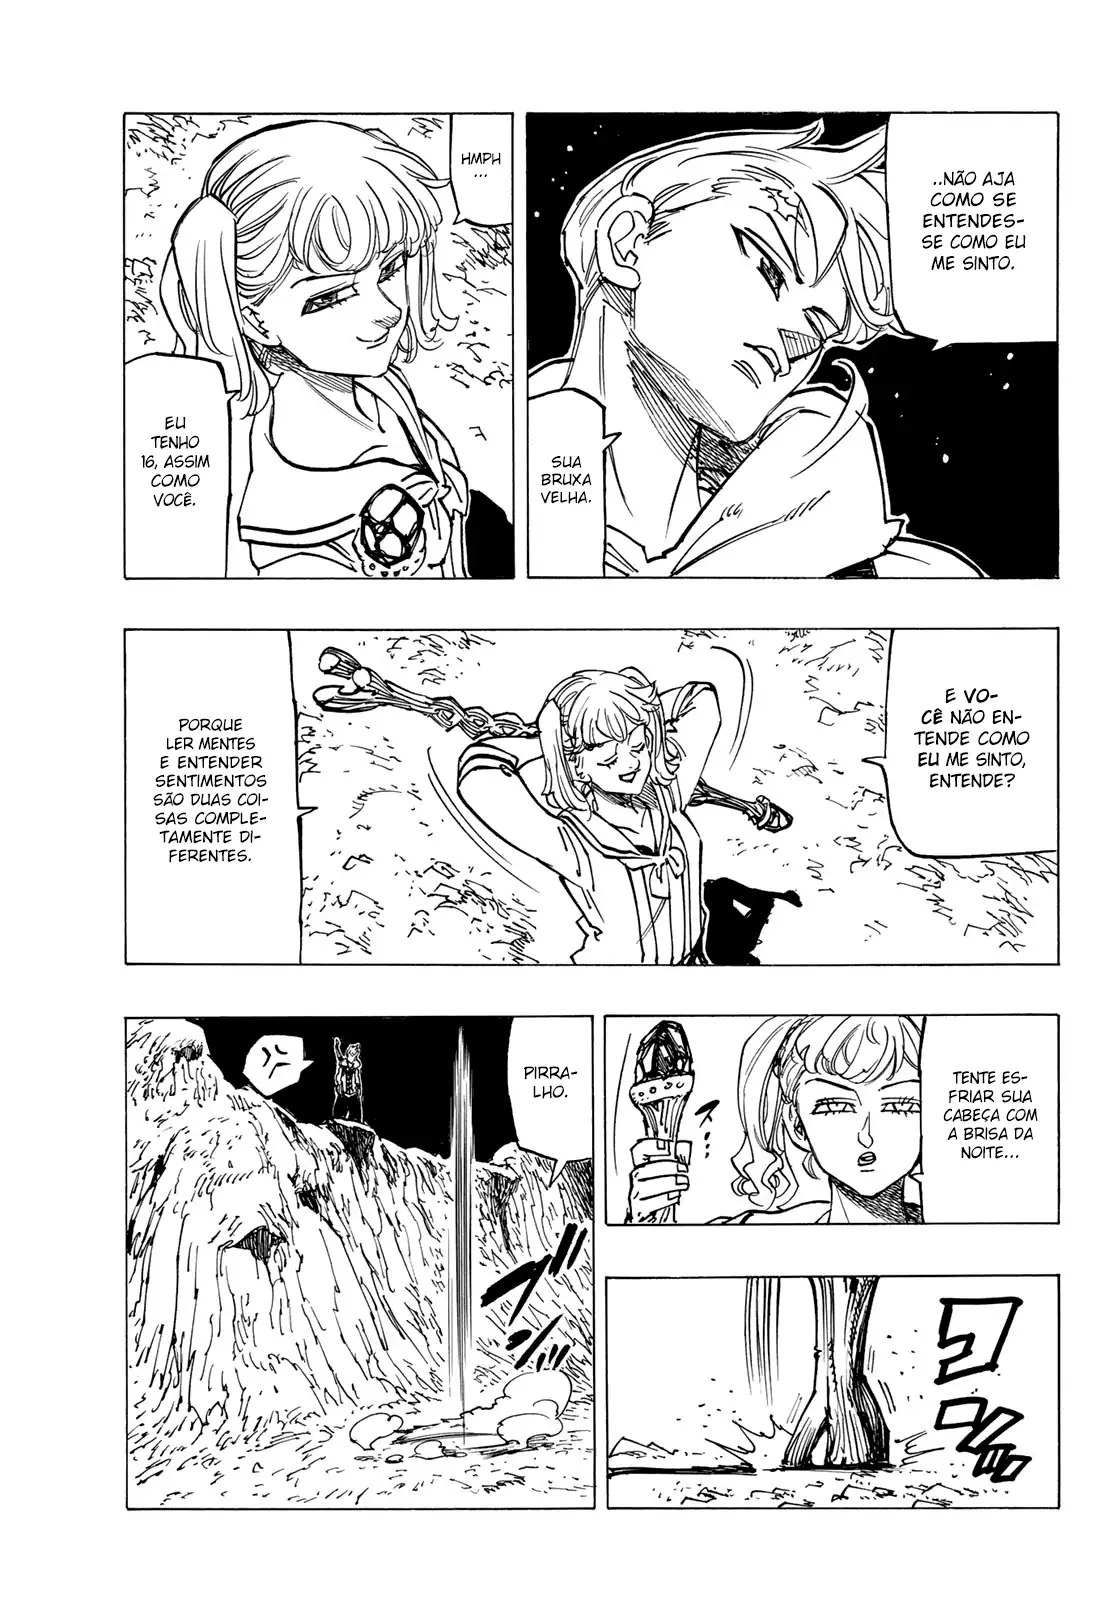 ..NÃO AJA
COMO SE
ENTENDES-
SE COMO EU
ME SINTO.
SUA
BRUXA
VELHA.
HMPH
...
EU
TENHO
16, ASSIM
COMO
VOCÊ.
E VO-
CÊ NÃO EN-
TENDE COMO
EU ME SINTO,
ENTENDE?
PORQUE
LER MENTES
E ENTENDER
SENTIMENTOS
SÃO DUAS COI-
SAS COMPLE-
TAMENTE DI-
FERENTES.
TENTE ES-
FRIAR SUA
CABEÇA COM
A BRISA DA
NOITE...
PIRRA-
LHO.